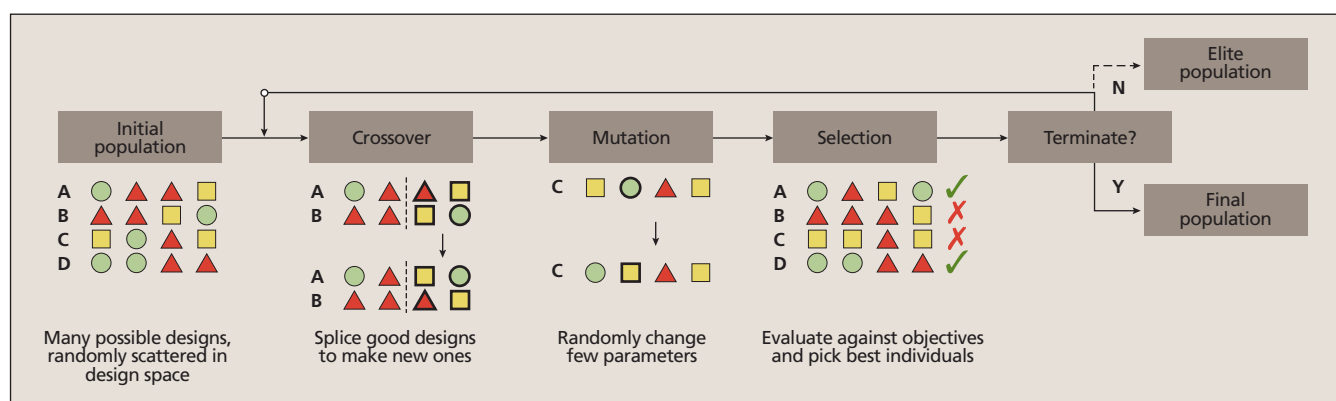 Elite
population
N
Initial
population
Crossover
Mutation
Selection
Terminate?
A
B
C
D
A
B
A
B
C
C
A
B
C
D
Y
Final
population
Many possible designs,
randomly scattered in
design space
Splice good designs
to make new ones
Randomly change
few parameters
Evaluate against objectives
and pick best individuals